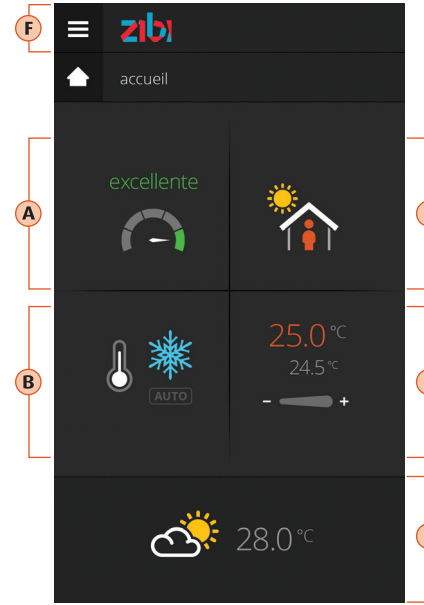 F
zibi
accueil
A
excellente
B
AUTO
25.0 °C
24.5 °C
- +
28.0 °C